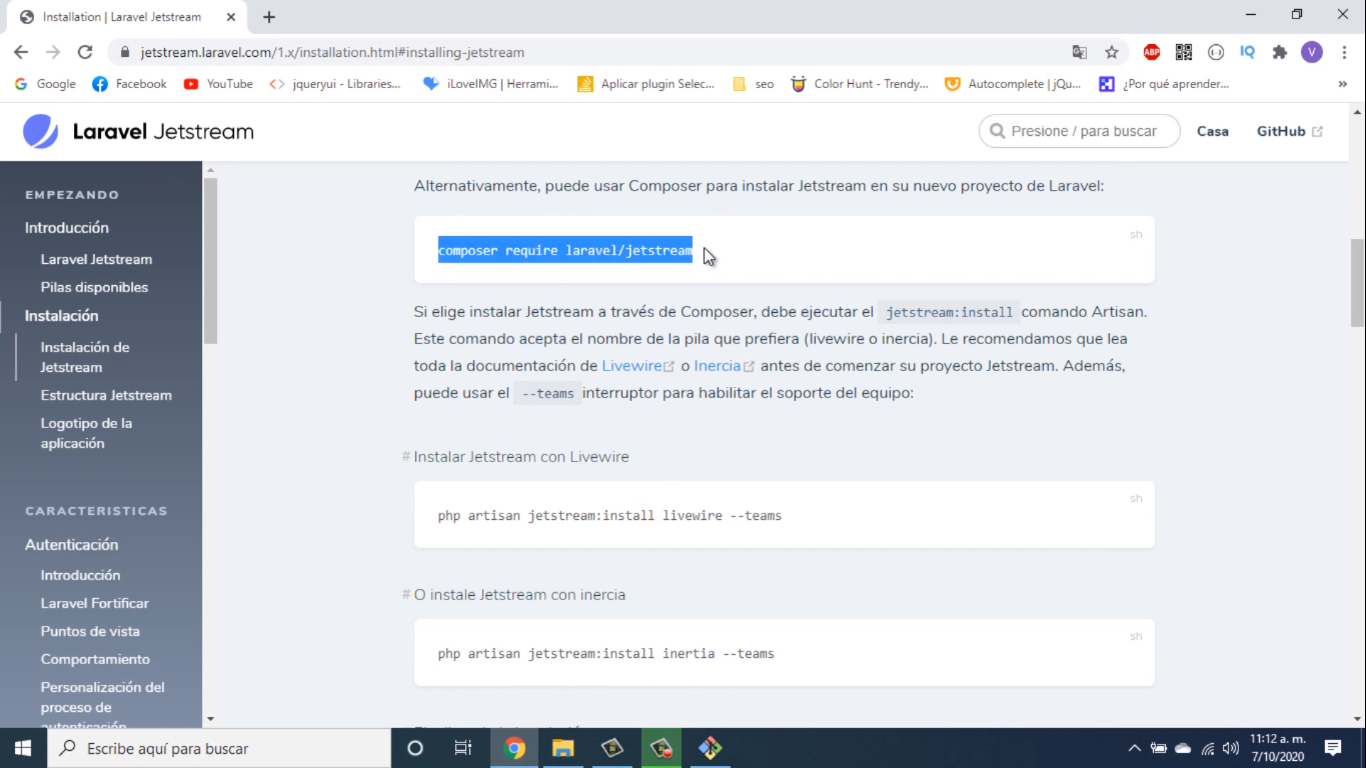 Installation | Laravel Jetstream
jetstream.laravel.com/1.x/installation.html#installing-jetstream
ABP
IQ
V
Google
Facebook
YouTube
jqueryui - Libraries...
iLoveIMG | Herrami...
Aplicar plugin Selec...
seo
Color Hunt - Trendy...
Autocomplete | jQu...
¿Por qué aprender...
»
Laravel Jetstream
Presione / para buscar
Casa
GitHub
EMPEZANDO
Introducción
Laravel Jetstream
Pilas disponibles
Instalación
Instalación de
Jetstream
Estructura Jetstream
Logotipo de la
aplicación
CARACTERISTICAS
Autenticación
Introducción
Laravel Fortificar
Puntos de vista
Comportamiento
Personalización del
proceso de
autenticación
Alternativamente, puede usar Composer para instalar Jetstream en su nuevo proyecto de Laravel:
sh
composer require laravel/jetstream
Si elige instalar Jetstream a través de Composer, debe ejecutar el jetstream:install comando Artisan.
Este comando acepta el nombre de la pila que prefiera (livewire o inercia). Le recomendamos que lea
toda la documentación de Livewire o Inercia antes de comenzar su proyecto Jetstream. Además,
puede usar el --teams interruptor para habilitar el soporte del equipo:
# Instalar Jetstream con Livewire
sh
php artisan jetstream:install livewire --teams
# O instale Jetstream con inercia
sh
php artisan jetstream:install inertia --teams
Escribe aquí para buscar
11:12 a. m.
7/10/2020